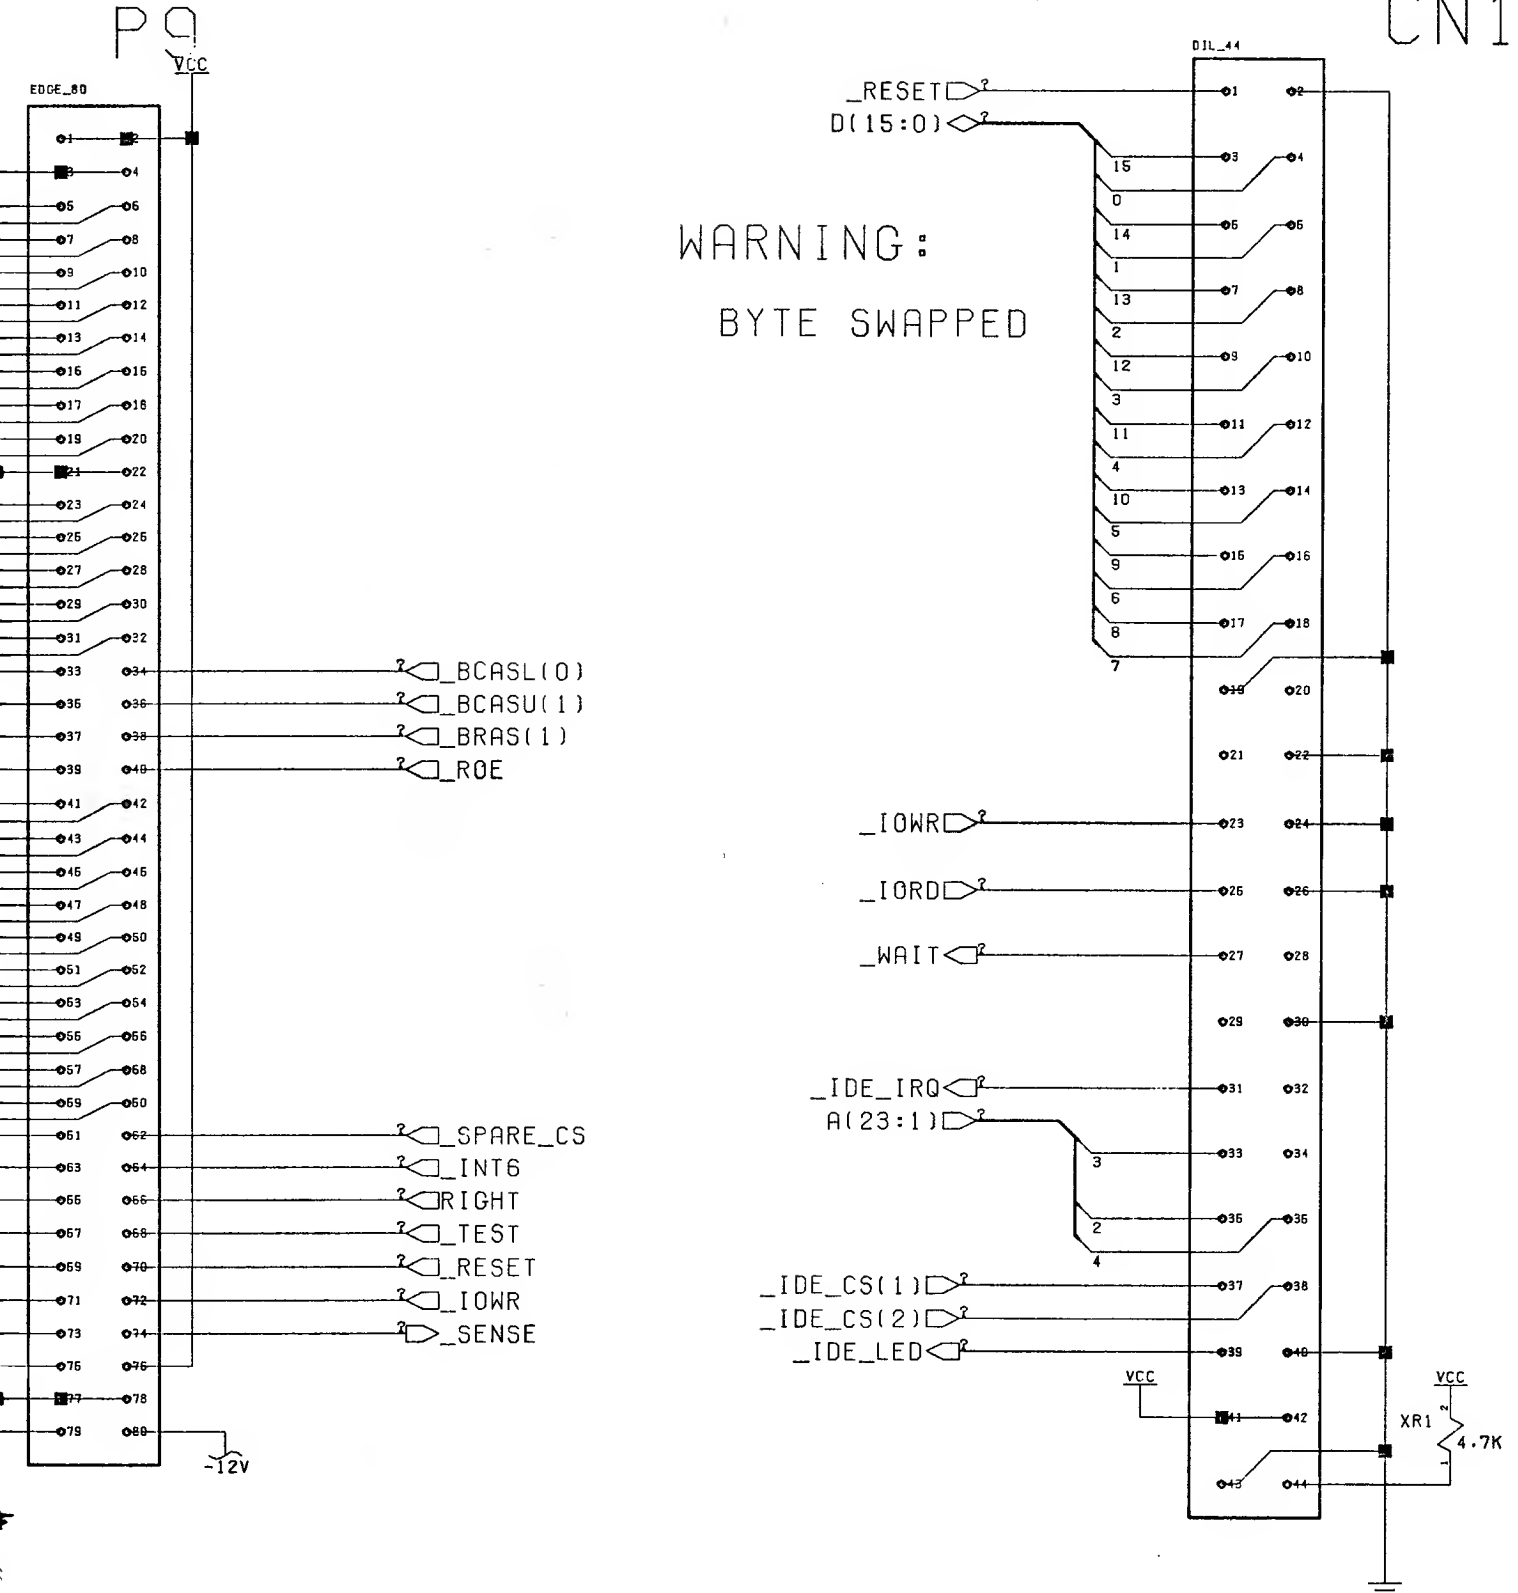 P9
VCC
EDGE_80
1 2
3 4
5 6
7 8
9 10
11 12
13 14
15 16
17 18
19 20
21 22
23 24
25 26
27 28
29 30
31 32
33 34 ? _BCASL(0)
35 36 ? _BCASU(1)
37 38 ? _BRAS(1)
39 40 ? _ROE
41 42
43 44
45 46
47 48
49 50
51 52
53 54
55 56
57 58
59 60
61 62 ? _SPARE_CS
63 64 ? _INT6
65 66 ? RIGHT
67 68 ? _TEST
69 70 ? _RESET
71 72 ? _IOWR
73 74 ? _SENSE
75 76
77 78
79 80
-12V
WARNING:
BYTE SWAPPED
CN1
DIL_44
_RESET ? 1 2
D(15:0) ?
15 3 4
0
14 5 6
1
13 7 8
2
12 9 10
3
11 11 12
4
10 13 14
5
9 15 16
6
8 17 18
7
19 20
21 22
_IOWR ? 23 24
_IORD ? 25 26
_WAIT ? 27 28
29 30
_IDE_IRQ ? 31 32
A(23:1) ?
3 33 34
2 35 36
4
_IDE_CS(1) ? 37 38
_IDE_CS(2) ?
_IDE_LED ? 39 40
VCC
41 42
43 44
VCC
2
XR1
4.7K
1